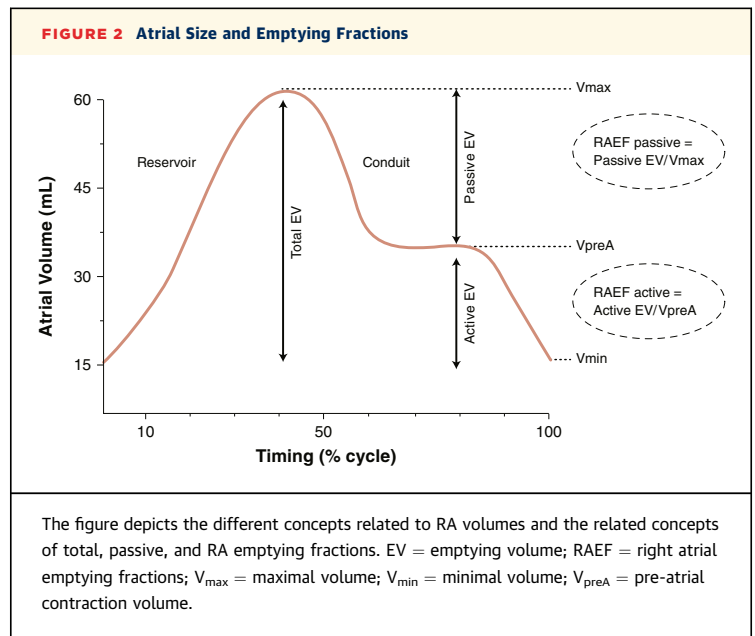 FIGURE 2 Atrial Size and Emptying Fractions
Atrial Volume (mL)
60
45
30
15
Reservoir
Conduit
Total EV
Passive EV
Active EV
Vmax
RAEF passive =
Passive EV/Vmax
VpreA
RAEF active =
Active EV/VpreA
Vmin
10
50
100
Timing (% cycle)
The figure depicts the different concepts related to RA volumes and the related concepts
of total, passive, and RA emptying fractions. EV = emptying volume; RAEF = right atrial
emptying fractions; Vmax = maximal volume; Vmin = minimal volume; VpreA = pre-atrial
contraction volume.